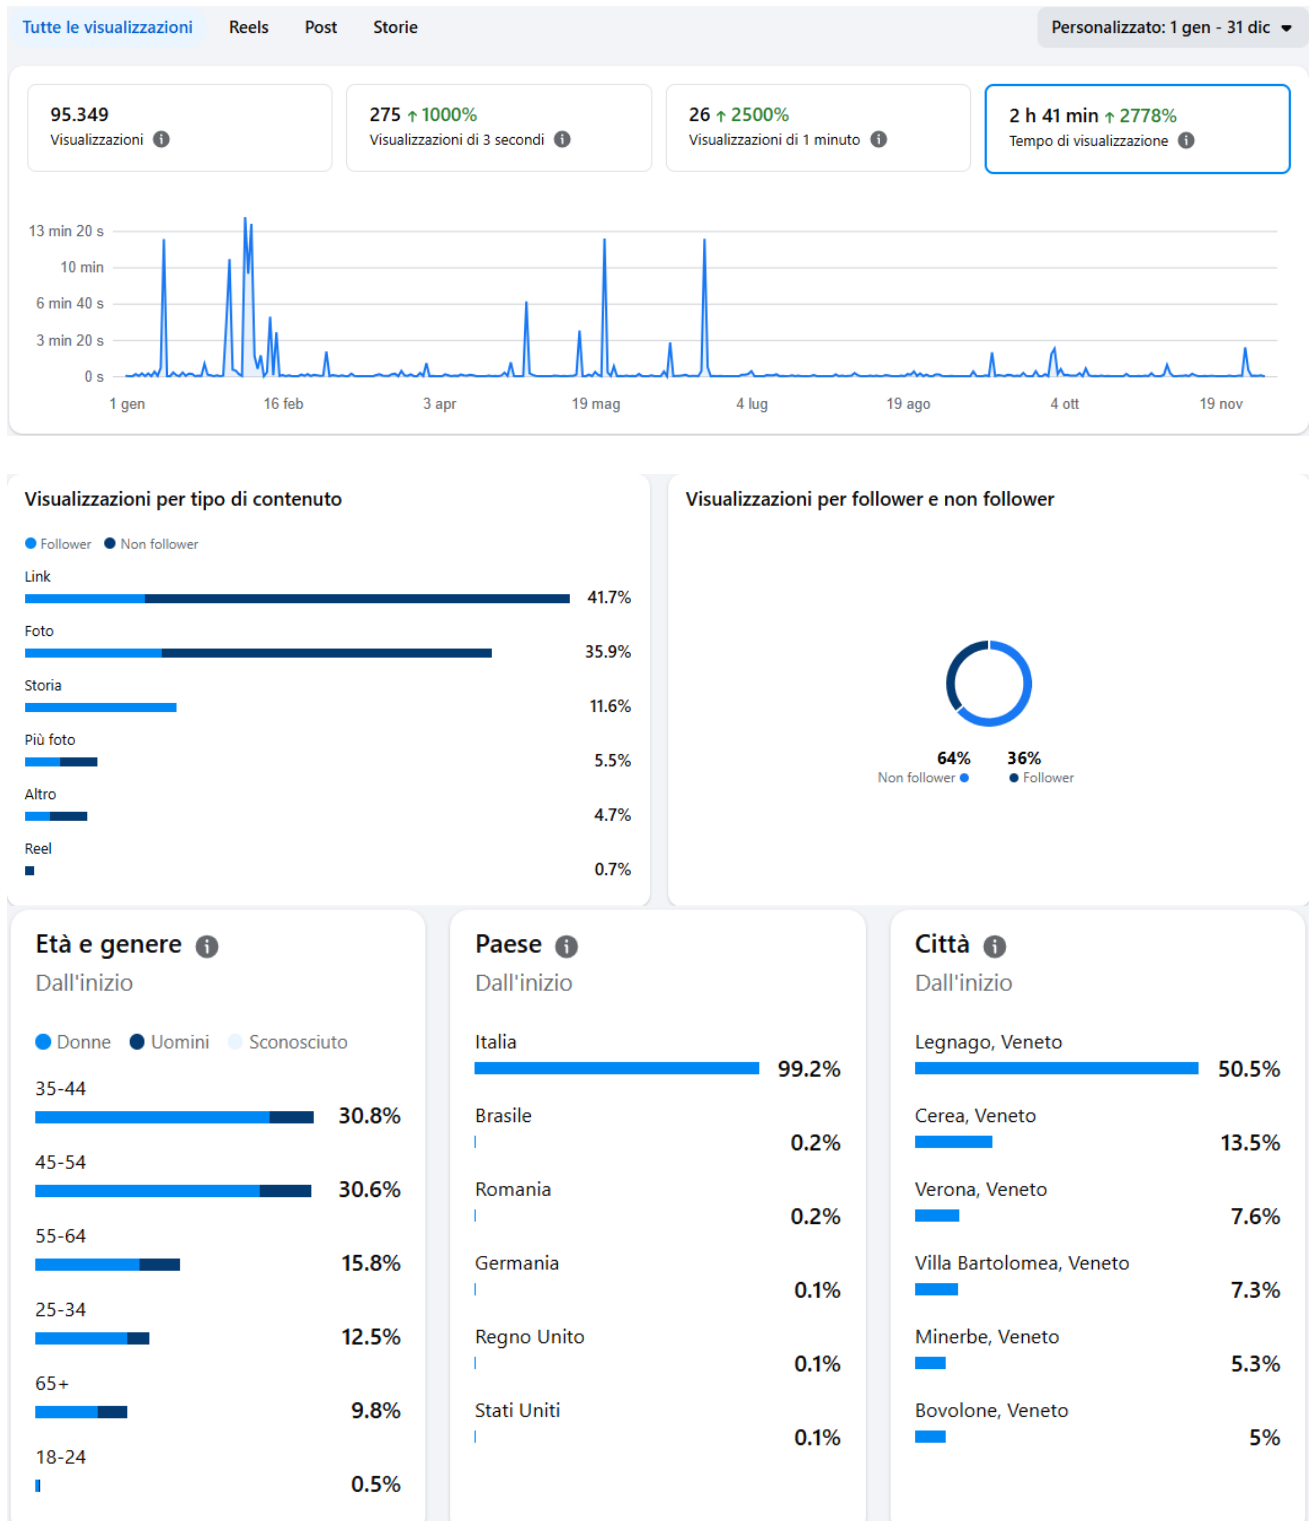 Tutte le visualizzazioni Reels Post Storie Personalizzato: 1 gen - 31 dic
95.349 275 ↑ 1000% 26 ↑ 2500% 2 h 41 min ↑ 2778%
Visualizzazioni Visualizzazioni di 3 secondi Visualizzazioni di 1 minuto Tempo di visualizzazione
13 min 20 s
10 min
6 min 40 s
3 min 20 s
0 s
1 gen 16 feb 3 apr 19 mag 4 lug 19 ago 4 ott 19 nov
Visualizzazioni per tipo di contenuto
Follower Non follower
Link
41.7%
Foto
35.9%
Storia
11.6%
Più foto
5.5%
Altro
4.7%
Reel
0.7%
Visualizzazioni per follower e non follower
64% 36%
Non follower Follower
Età e genere
Dall'inizio
Donne Uomini Sconosciuto
35-44
30.8%
45-54
30.6%
55-64
15.8%
25-34
12.5%
65+
9.8%
18-24
0.5%
Paese
Dall'inizio
Italia
99.2%
Brasile
0.2%
Romania
0.2%
Germania
0.1%
Regno Unito
0.1%
Stati Uniti
0.1%
Città
Dall'inizio
Legnago, Veneto
50.5%
Cerea, Veneto
13.5%
Verona, Veneto
7.6%
Villa Bartolomea, Veneto
7.3%
Minerbe, Veneto
5.3%
Bovolone, Veneto
5%